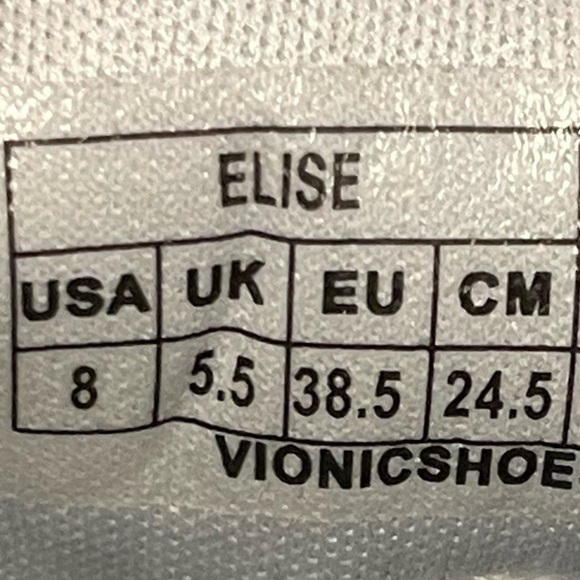 ELISE
USA UK EU CM
8 5.5 38.5 24.5
VIONICSHOE